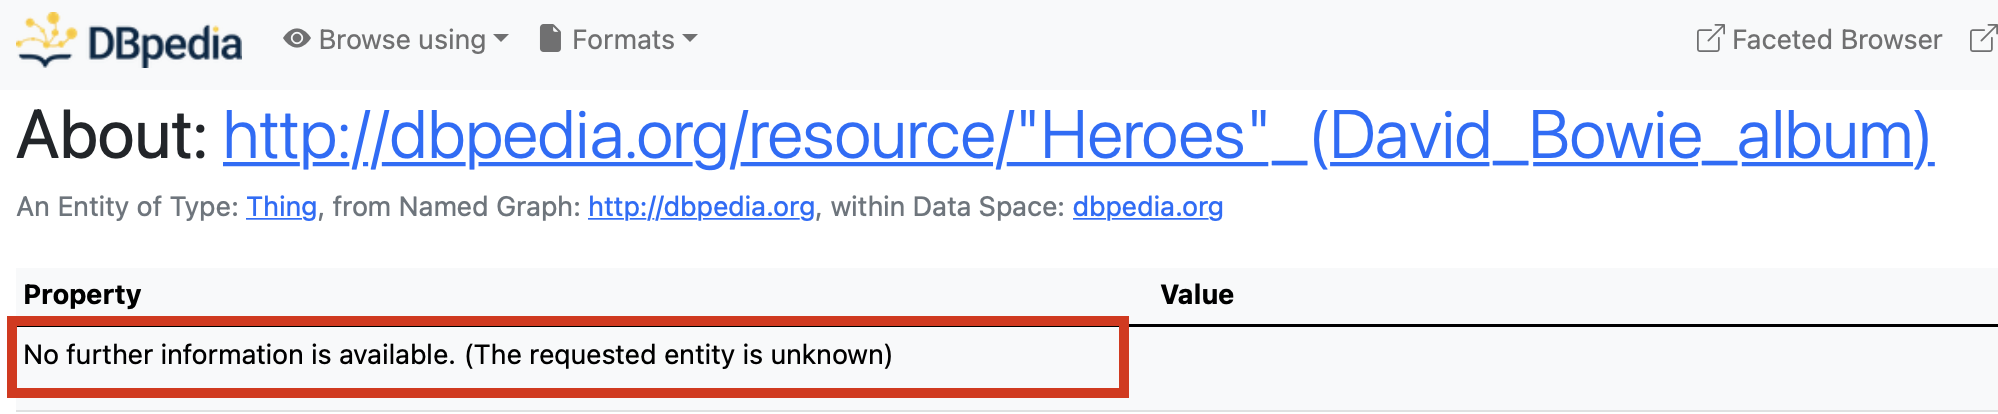 DBpedia Browse using Formats Faceted Browser
About: http://dbpedia.org/resource/"Heroes"_(David_Bowie_album)
An Entity of Type: Thing, from Named Graph: http://dbpedia.org, within Data Space: dbpedia.org
Property Value
No further information is available. (The requested entity is unknown)